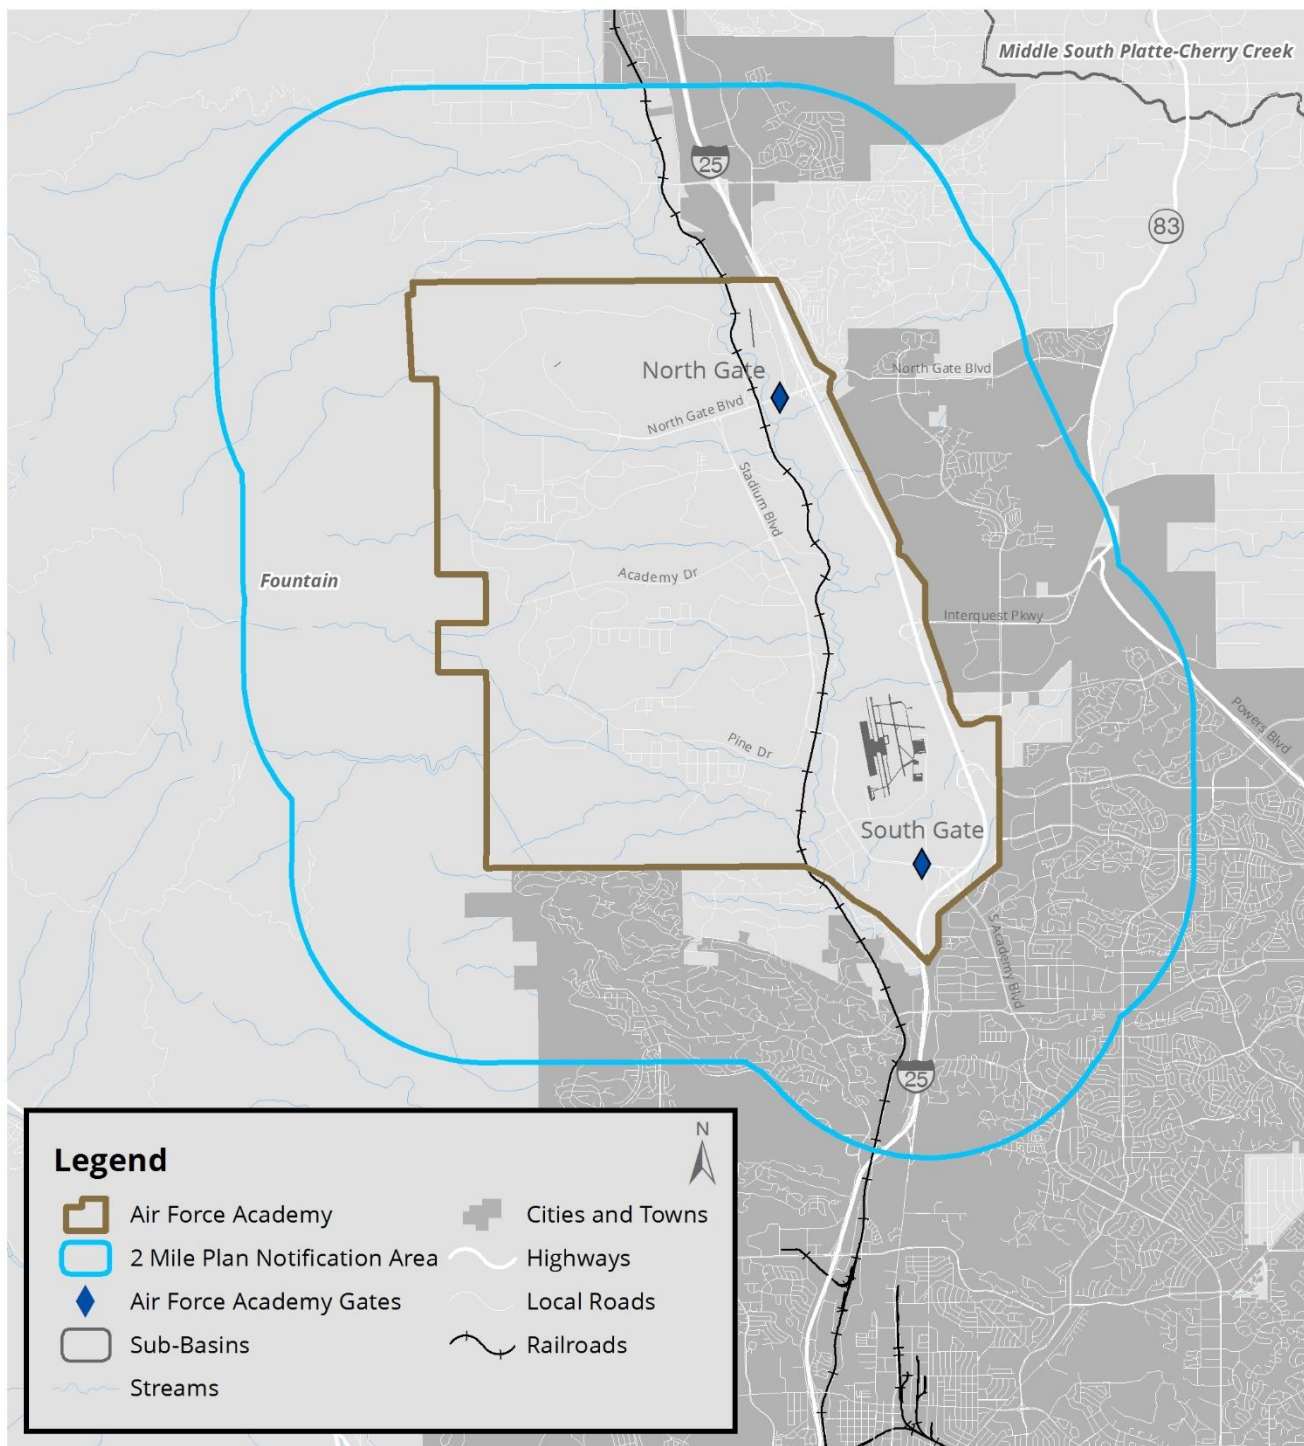 Middle South Platte-Cherry Creek
25
83
North Gate
North Gate Blvd
North Gate Blvd
Stadium Blvd
Fountain
Academy Dr
Interquest Pkwy
Powers Blvd
Pine Dr
South Gate
S Academy Blvd
25
N
Legend
Air Force Academy
2 Mile Plan Notification Area
Air Force Academy Gates
Sub-Basins
Streams
Cities and Towns
Highways
Local Roads
Railroads